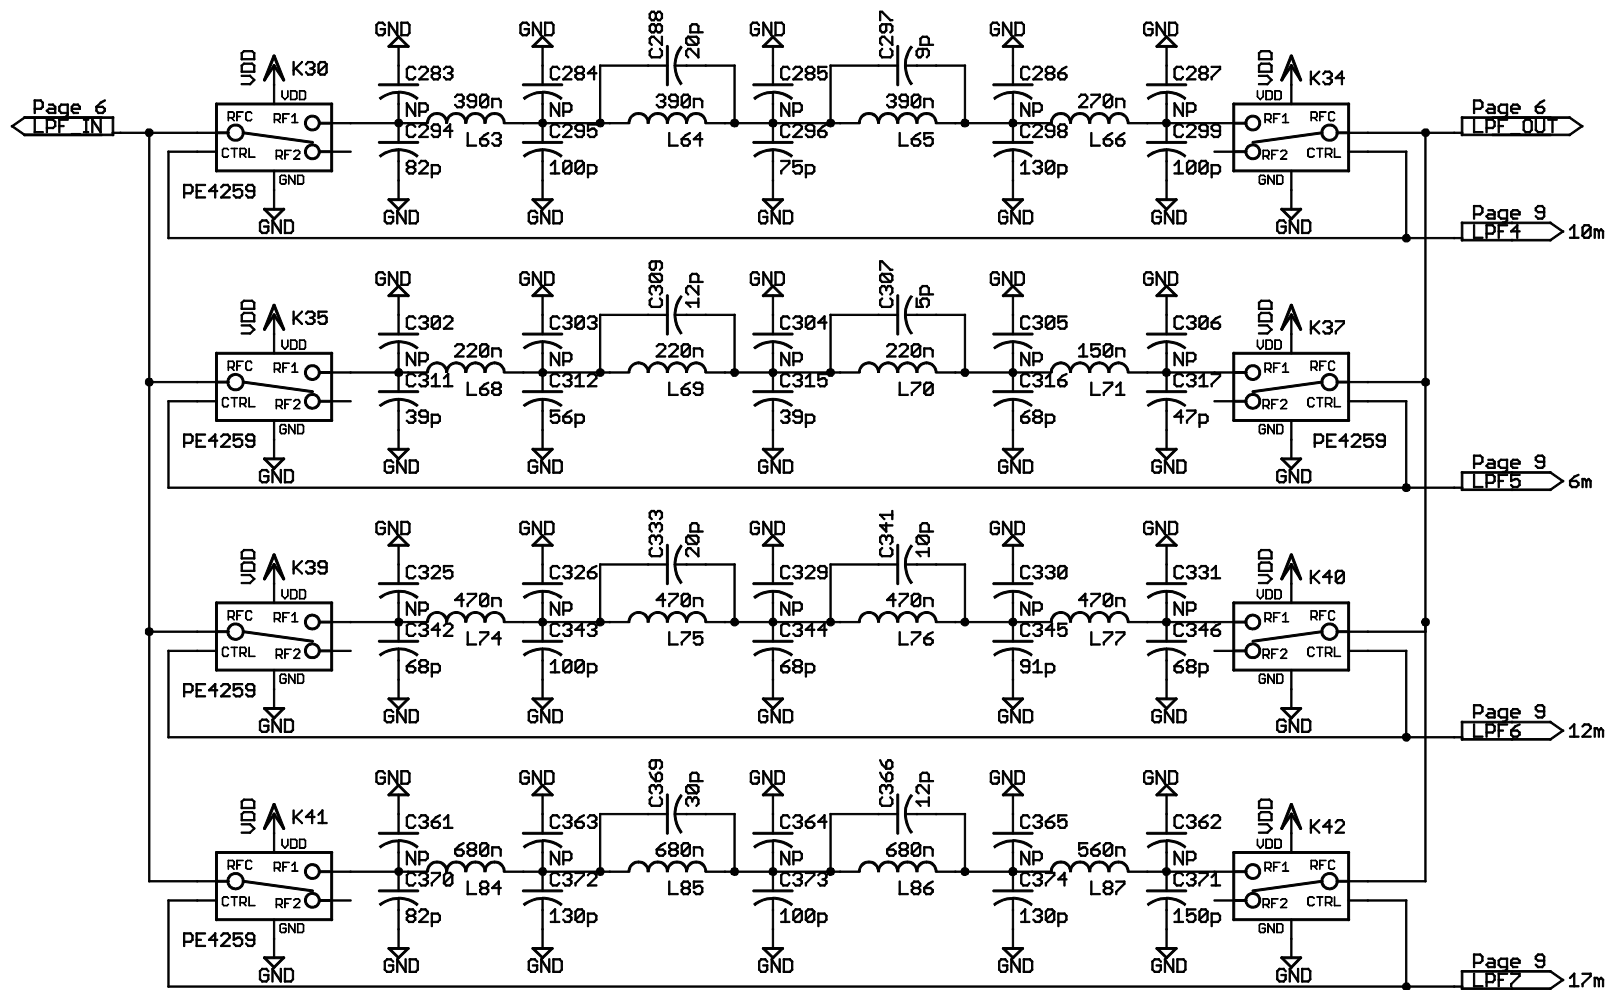 GND GND C288 20p GND C297 9p GND GND
VDD K30 C283 C284 C285 C286 C287 VDD K34
Page 6 VDD NP 390n NP 390n NP 390n NP 270n NP VDD Page 6
LPF_IN RFC RF1 C294 L63 C295 L64 C296 L65 C298 L66 C299 RF1 RFC LPF_OUT
CTRL RF2 82p 100p 75p 130p 100p RF2 CTRL
PE4259 GND GND
GND GND GND GND GND GND GND Page 9
LPF4 10m
GND GND C309 12p GND C307 5p GND GND
VDD K35 C302 C303 C304 C305 C306 VDD K37
VDD NP 220n NP 220n NP 220n NP 150n NP VDD
RFC RF1 C311 L68 C312 L69 C315 L70 C316 L71 C317 RF1 RFC
CTRL RF2 39p 56p 39p 68p 47p RF2 CTRL
PE4259 GND GND PE4259
GND GND GND GND GND GND GND Page 9
LPF5 6m
GND GND C333 20p GND C341 10p GND GND
VDD K39 C325 C326 C329 C330 C331 VDD K40
VDD NP 470n NP 470n NP 470n NP 470n NP VDD
RFC RF1 C342 L74 C343 L75 C344 L76 C345 L77 C346 RF1 RFC
CTRL RF2 68p 100p 68p 91p 68p RF2 CTRL
PE4259 GND GND
GND GND GND GND GND GND GND Page 9
LPF6 12m
GND GND C369 30p GND C366 12p GND GND
VDD K41 C361 C363 C364 C365 C362 VDD K42
VDD NP 680n NP 680n NP 680n NP 560n NP VDD
RFC RF1 C370 L84 C372 L85 C373 L86 C374 L87 C371 RF1 RFC
CTRL RF2 82p 130p 100p 130p 150p RF2 CTRL
PE4259 GND GND
GND GND GND GND GND GND GND Page 9
LPF7 17m